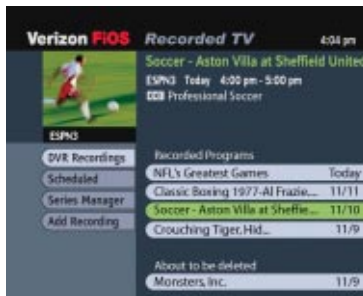 Verizon FiOS Recorded TV 4:04 pm
Soccer - Aston Villa at Sheffield United
ESPN3 Today 4:00 pm - 5:00 pm
Professional Soccer
ESPN3
DVR Recordings
Scheduled
Series Manager
Add Recording
Recorded Programs
NFL's Greatest Games Today
Classic Boxing 1977-Al Frazie... 11/11
Soccer - Aston Villa at Sheffie... 11/10
Crouching Tiger, Hid... 11/9
About to be deleted
Monsters, Inc. 11/9